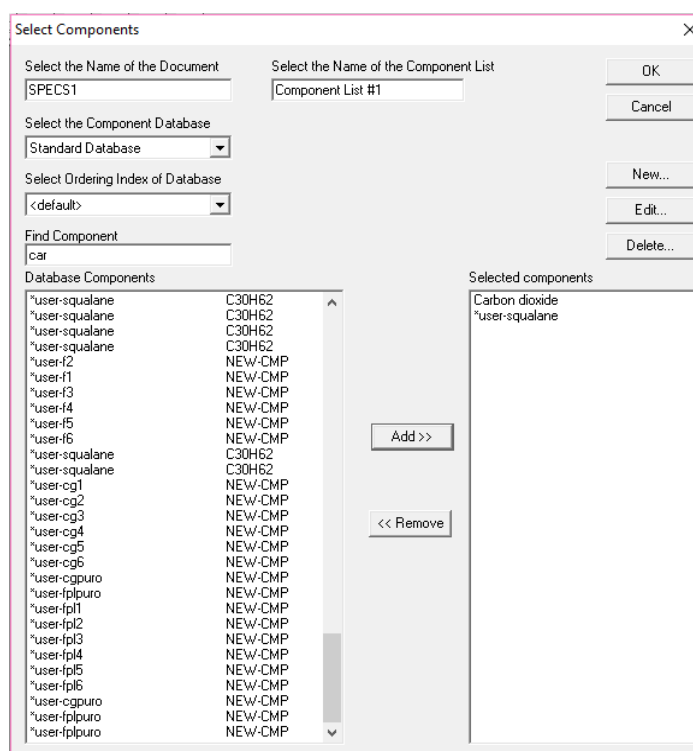 Select Components
Select the Name of the Document
Select the Name of the Component List
SPECS1
Component List #1
OK
Cancel
Select the Component Database
Standard Database
Select Ordering Index of Database
<default>
New...
Edit...
Delete...
Find Component
car
Database Components
*user-squalane C30H62
*user-squalane C30H62
*user-squalane C30H62
*user-squalane C30H62
*user-f2 NEW-CMP
*user-f1 NEW-CMP
*user-f3 NEW-CMP
*user-f4 NEW-CMP
*user-f5 NEW-CMP
*user-f6 NEW-CMP
*user-squalane C30H62
*user-squalane C30H62
*user-cg1 NEW-CMP
*user-cg2 NEW-CMP
*user-cg3 NEW-CMP
*user-cg4 NEW-CMP
*user-cg5 NEW-CMP
*user-cg6 NEW-CMP
*user-cgpuro NEW-CMP
*user-fplpuro NEW-CMP
*user-fpl1 NEW-CMP
*user-fpl2 NEW-CMP
*user-fpl3 NEW-CMP
*user-fpl4 NEW-CMP
*user-fpl5 NEW-CMP
*user-fpl6 NEW-CMP
*user-cgpuro NEW-CMP
*user-fplpuro NEW-CMP
*user-fplpuro NEW-CMP
Add >>
<< Remove
Selected components
Carbon dioxide
*user-squalane